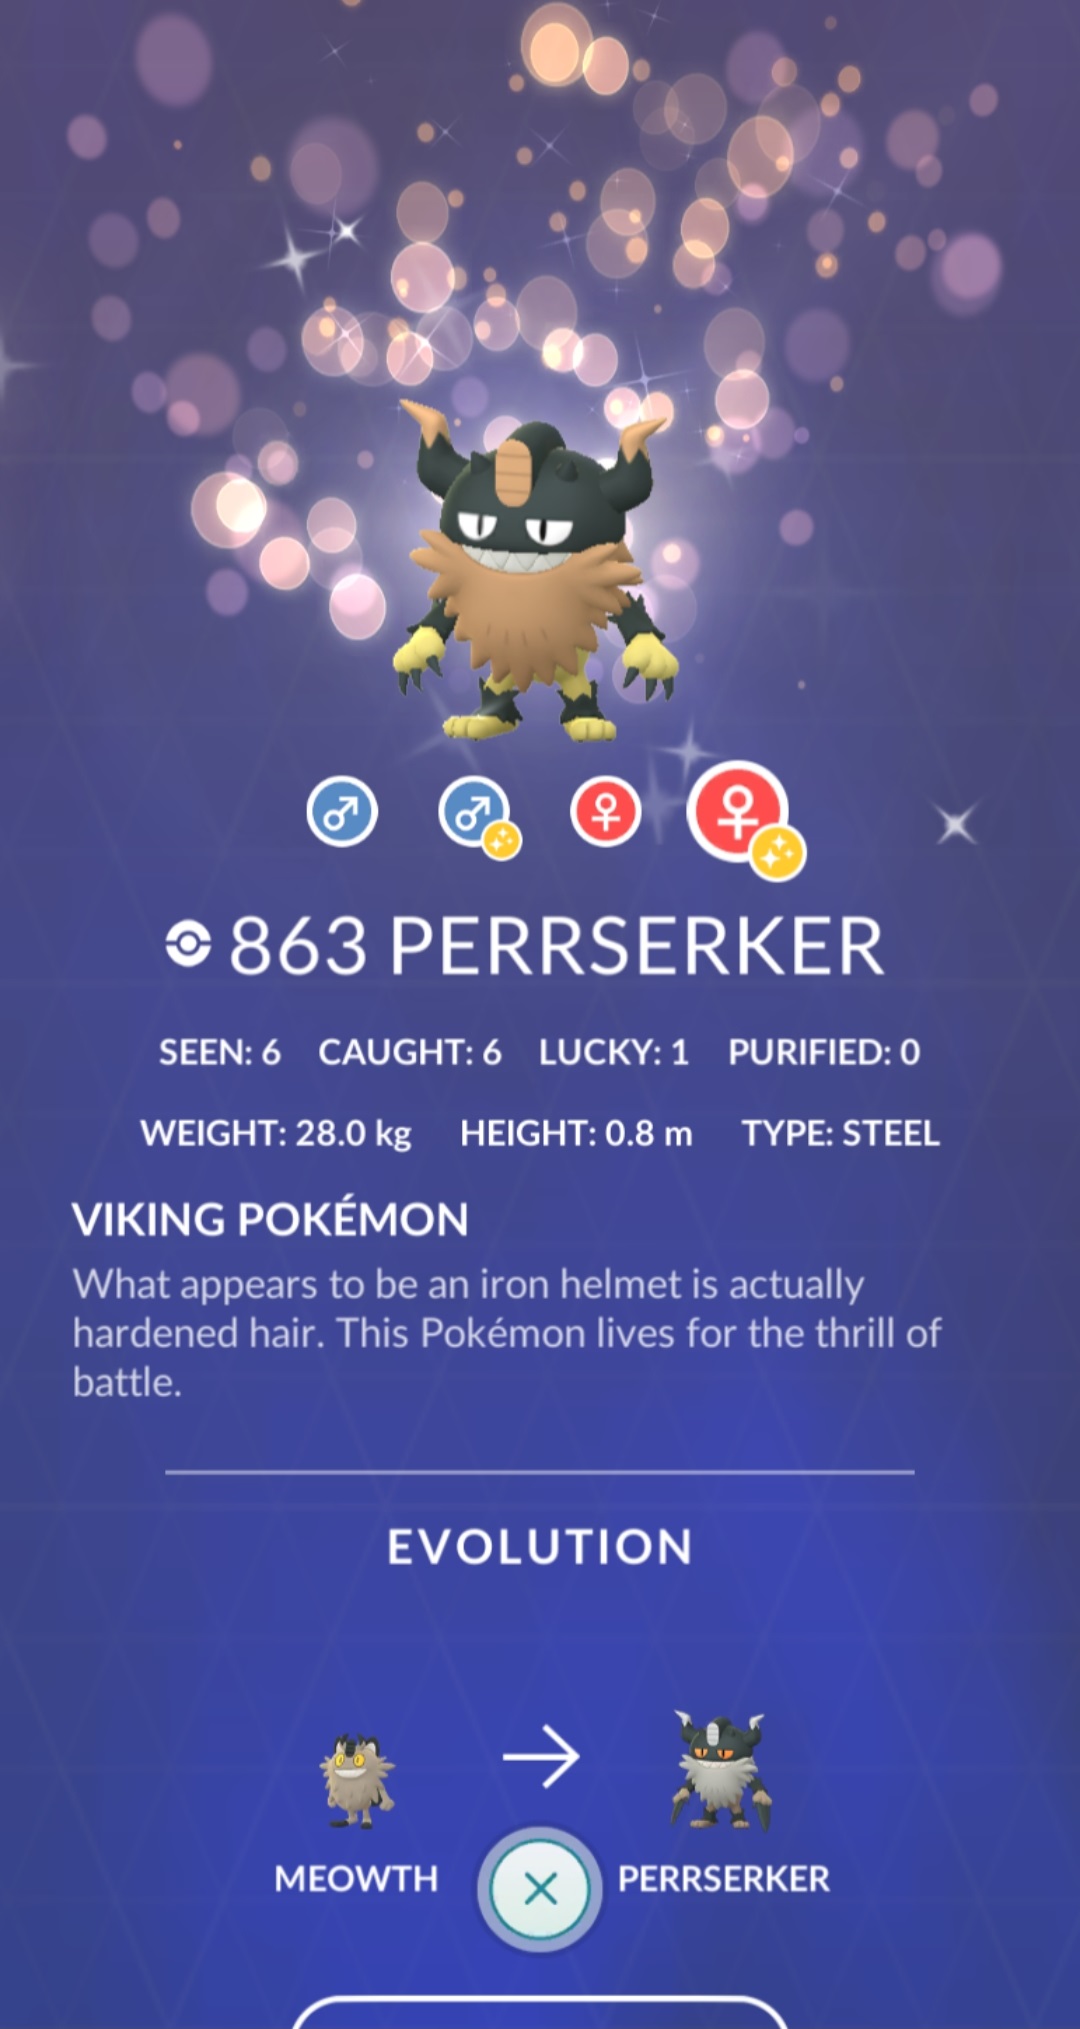 863 PERRSERKER
SEEN: 6 CAUGHT: 6 LUCKY: 1 PURIFIED: 0
WEIGHT: 28.0 kg HEIGHT: 0.8 m TYPE: STEEL
VIKING POKÉMON
What appears to be an iron helmet is actually
hardened hair. This Pokémon lives for the thrill of
battle.
EVOLUTION
MEOWTH PERRSERKER